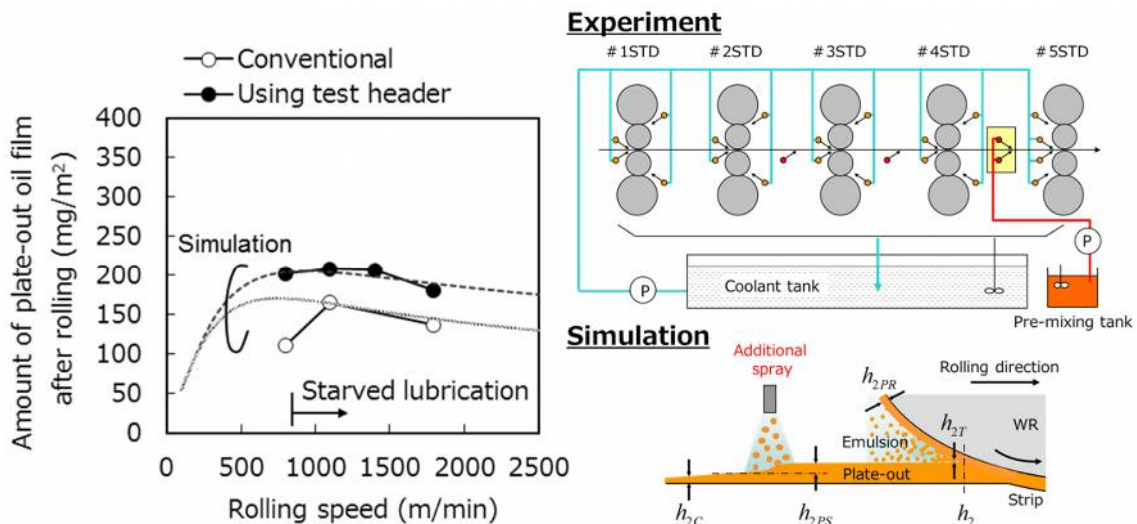 Conventional
Using test header
Amount of plate-out oil film
after rolling (mg/m²)
400
350
300
250
200
150
100
50
0
Simulation
Starved lubrication
0 500 1000 1500 2000 2500
Rolling speed (m/min)
Experiment
#1STD #2STD #3STD #4STD #5STD
P
P
Coolant tank
Pre-mixing tank
Simulation
Additional
spray
Rolling direction
h2PR
h2T
WR
Emulsion
Plate-out
Strip
h2C
h2PS
h2